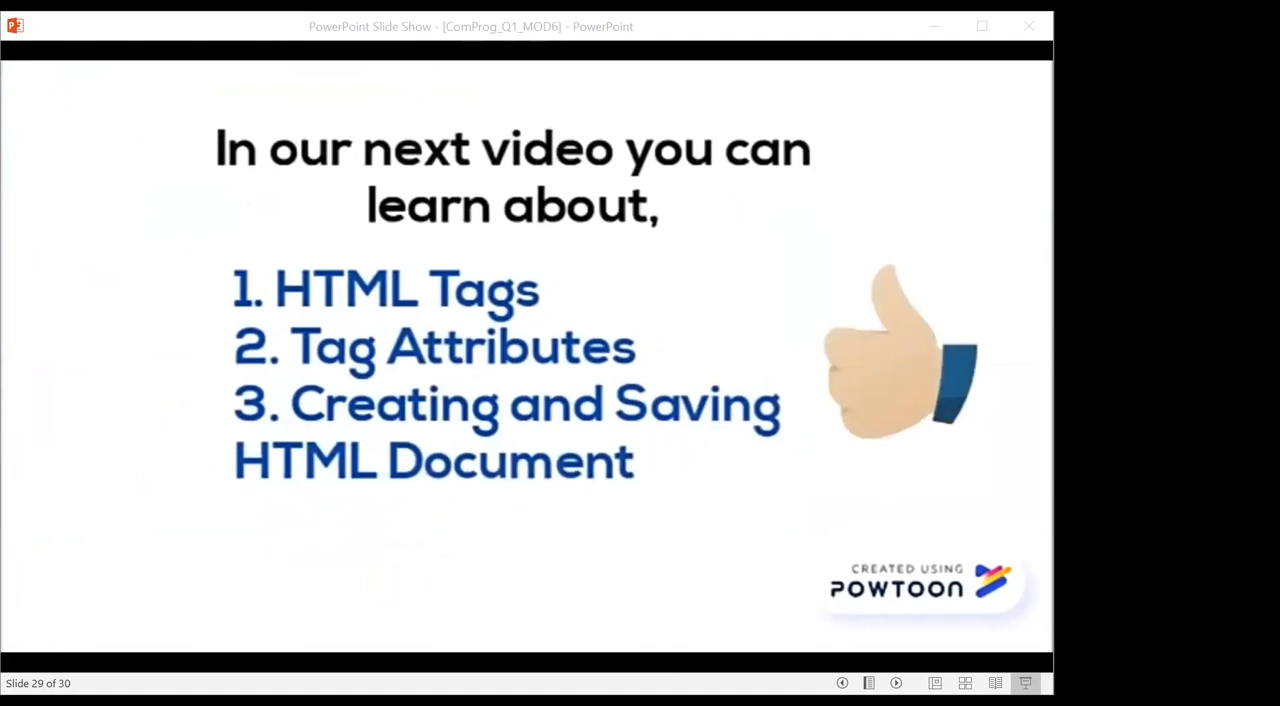 PowerPoint Slide Show - [ComProg_Q1_MOD6] - PowerPoint
In our next video you can
learn about,
1. HTML Tags
2. Tag Attributes
3. Creating and Saving
HTML Document
CREATED USING
POWTOON
Slide 29 of 30